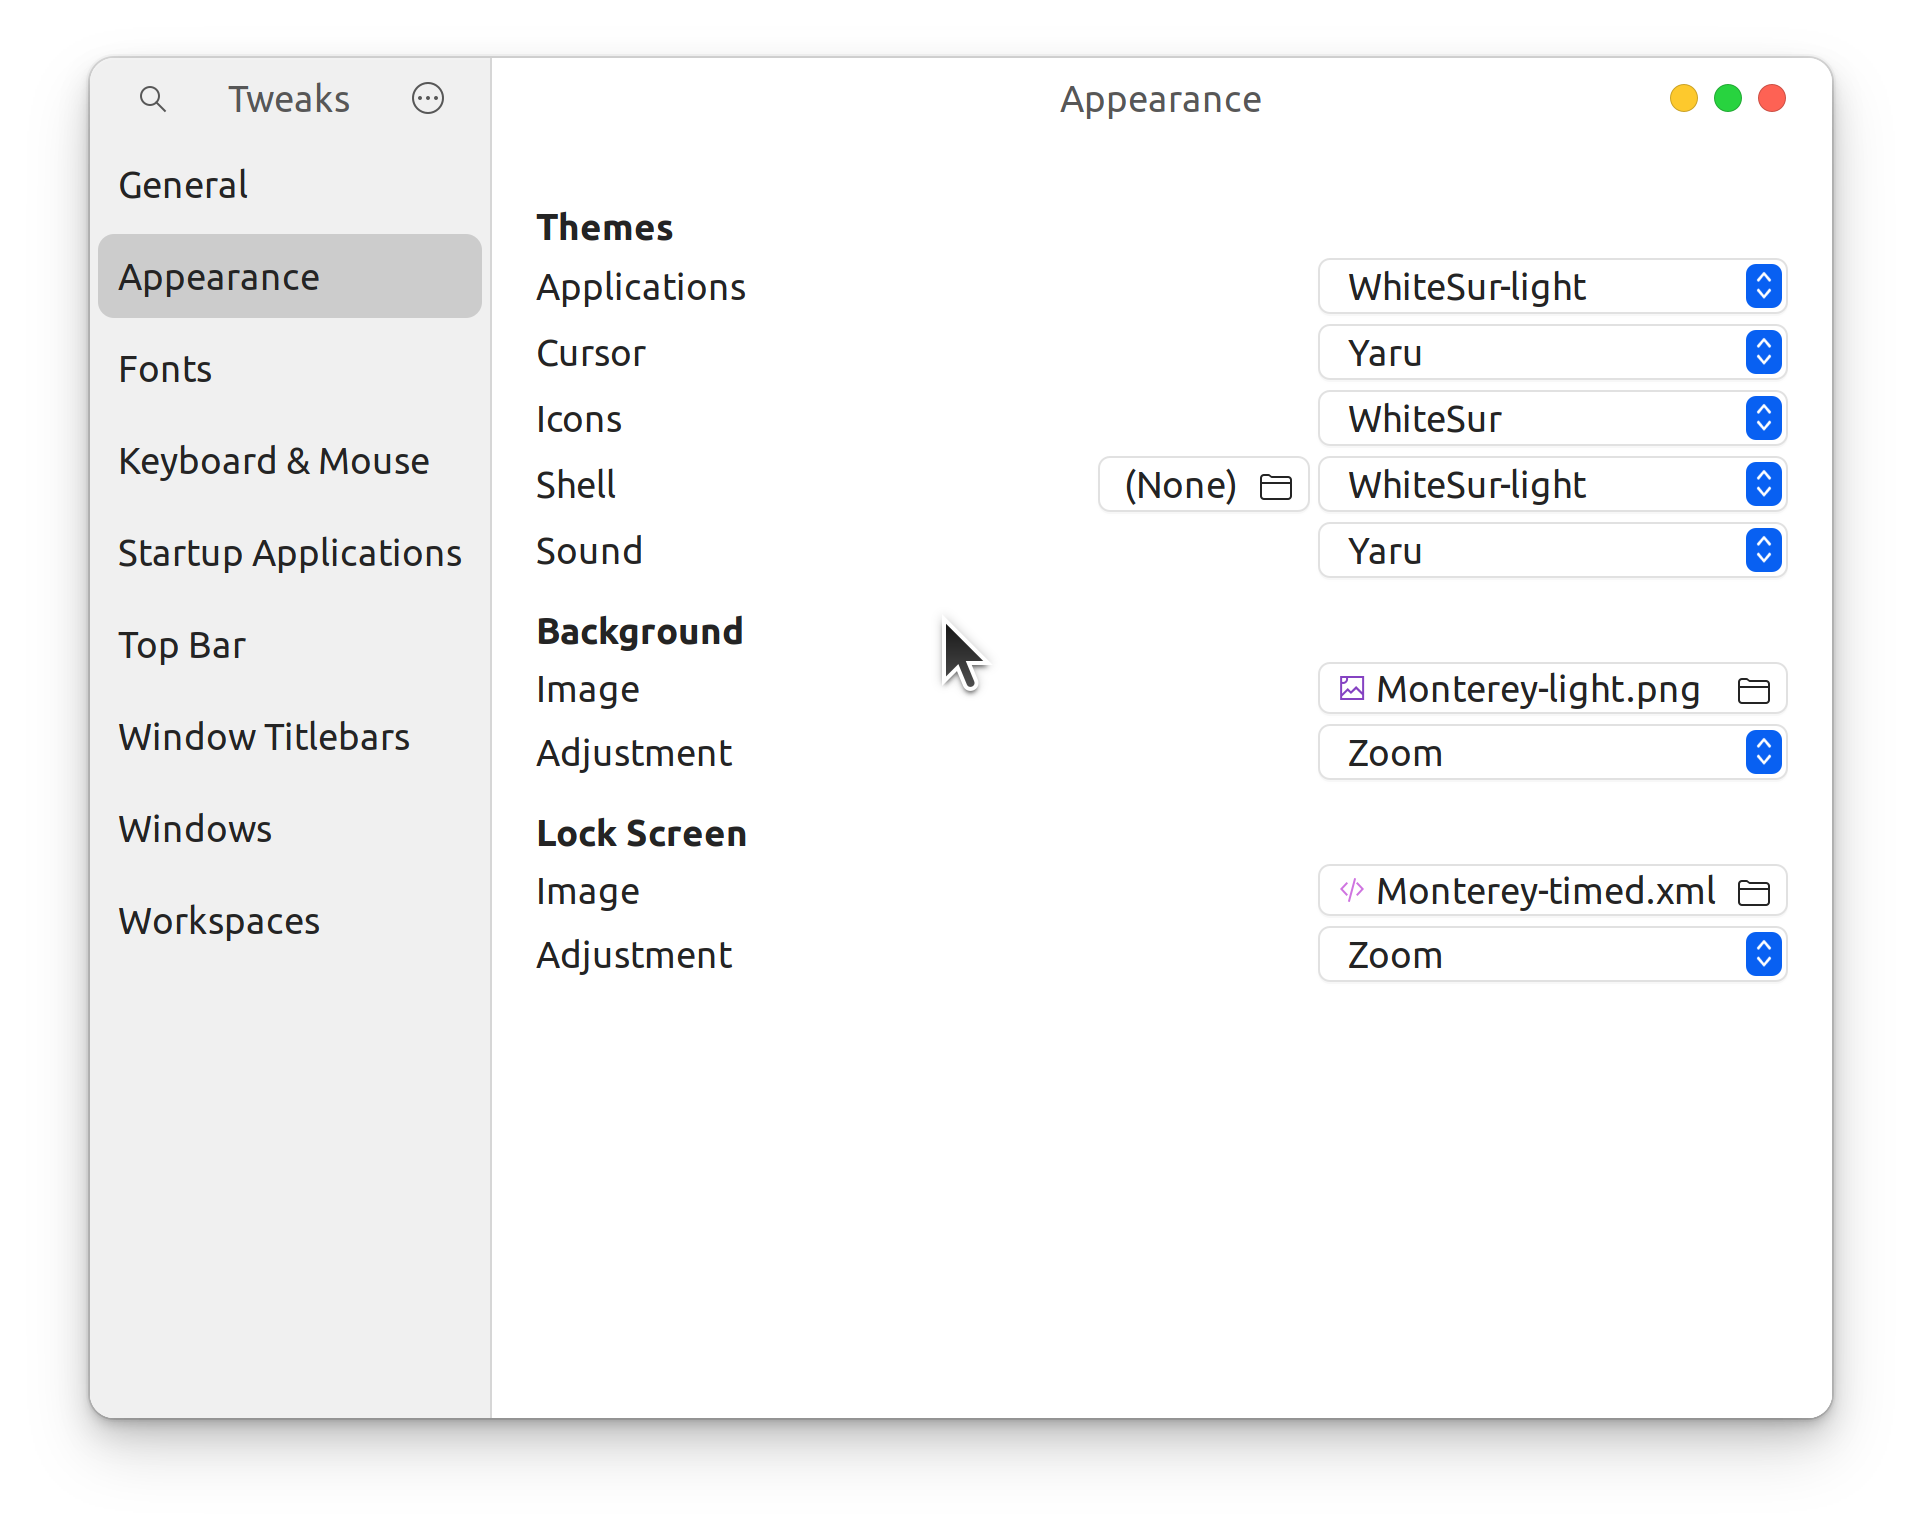 Tweaks
General
Appearance
Fonts
Keyboard & Mouse
Startup Applications
Top Bar
Window Titlebars
Windows
Workspaces
Appearance
Themes
Applications WhiteSur-light
Cursor Yaru
Icons WhiteSur
Shell (None) WhiteSur-light
Sound Yaru
Background
Image Monterey-light.png
Adjustment Zoom
Lock Screen
Image Monterey-timed.xml
Adjustment Zoom